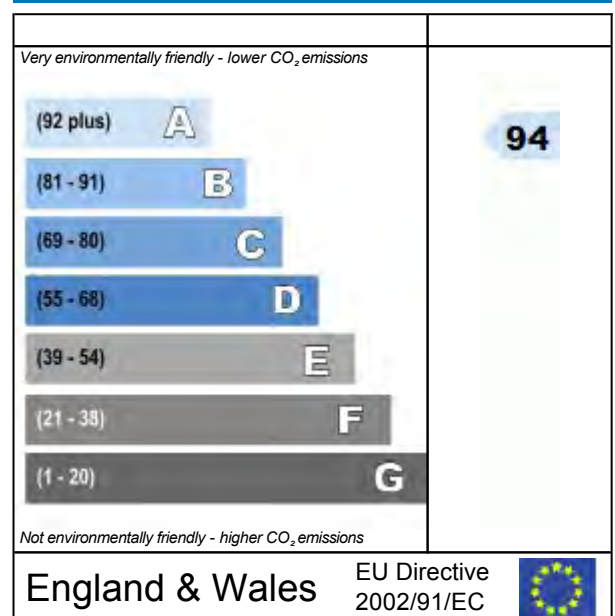 Very environmentally friendly - lower CO₂ emissions
(92 plus) A
94
(81 - 91) B
(69 - 80) C
(55 - 68) D
(39 - 54) E
(21 - 38) F
(1 - 20) G
Not environmentally friendly - higher CO₂ emissions
England & Wales
EU Directive
2002/91/EC